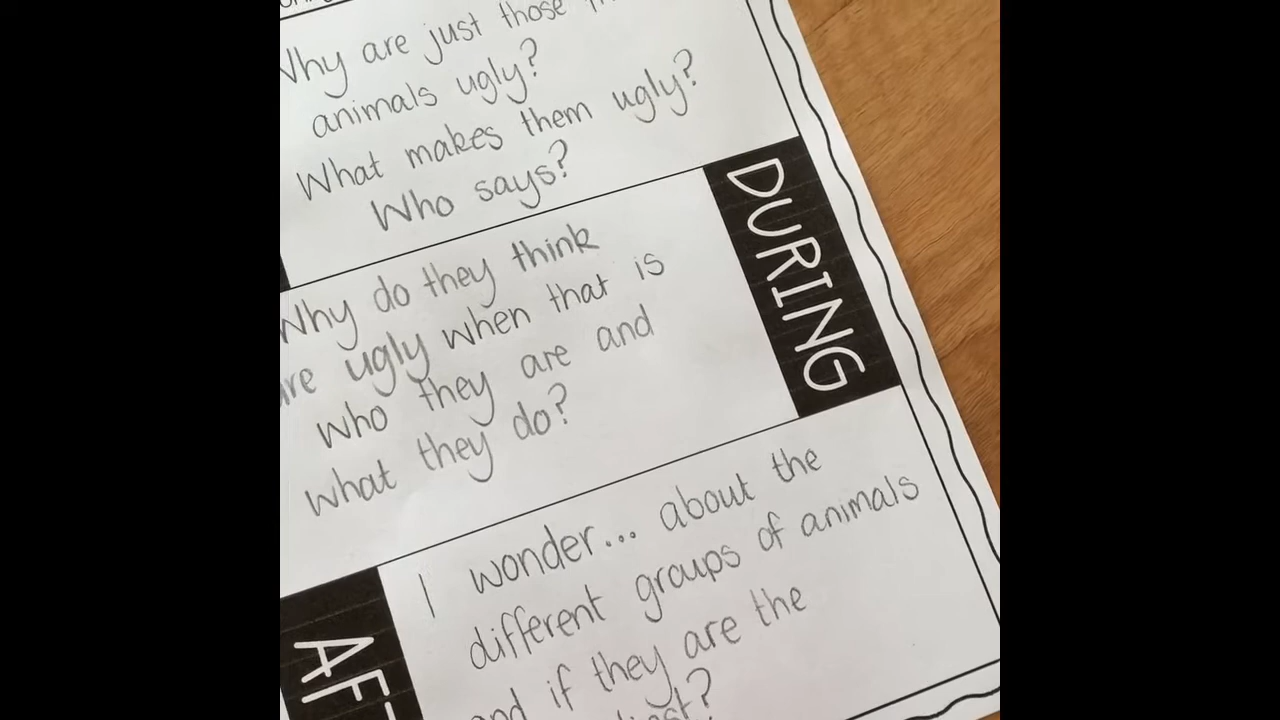 Why are just those
animals ugly?
What makes them ugly?
Who says?
DURING
Why do they think
are ugly when that is
who they are and
what they do?
AFT
I wonder... about the
different groups of animals
and if they are the